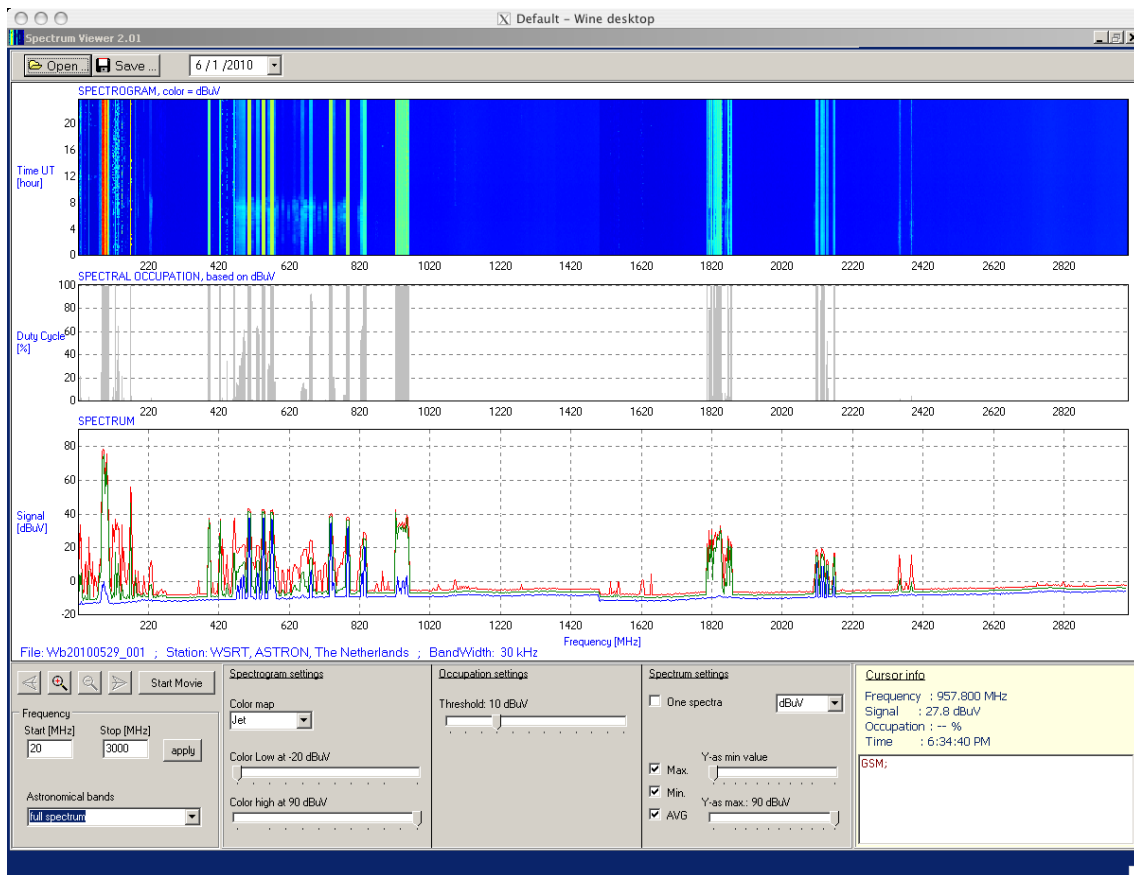 Default – Wine desktop
Spectrum Viewer 2.01
Open ... Save ... 6 / 1 /2010
SPECTROGRAM, color = dBuV
Time UT
[hour]
20
16
12
8
4
0
220 420 620 820 1020 1220 1420 1620 1820 2020 2220 2420 2620 2820
SPECTRAL OCCUPATION, based on dBuV
Duty Cycle
[%]
100
80
60
40
20
0
220 420 620 820 1020 1220 1420 1620 1820 2020 2220 2420 2620 2820
SPECTRUM
Signal
[dBuV]
80
60
40
20
0
-20
220 420 620 820 1020 1220 1420 1620 1820 2020 2220 2420 2620 2820
Frequency [MHz]
File: Wb20100529_001 ; Station: WSRT, ASTRON, The Netherlands ; BandWidth: 30 kHz
Start Movie
Frequency
Start [MHz] Stop [MHz]
20 3000 apply
Astronomical bands
full spectrum
Spectrogram settings
Color map
Jet
Color Low at -20 dBuV
Color high at 90 dBuV
Occupation settings
Threshold: 10 dBuV
Spectrum settings
One spectra dBuV
Max.
Min.
AVG
Y-as min value
Y-as max.: 90 dBuV
Cursor info
Frequency : 957.800 MHz
Signal : 27.8 dBuV
Occupation : -- %
Time : 6:34:40 PM
GSM;